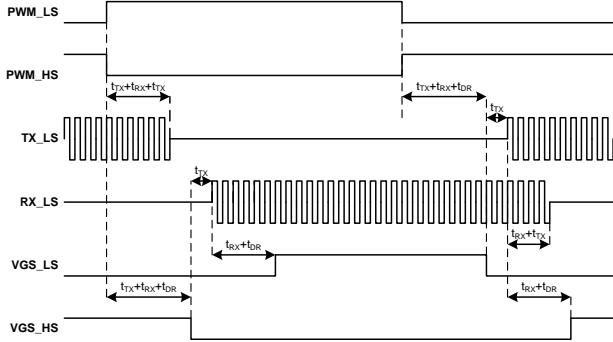 PWM_LS
PWM_HS
tTX+tRX+tTX
tTX+tRX+tDR
tTX
TX_LS
tTX
RX_LS
tRX+tDR
tRX+tTX
VGS_LS
tTX+tRX+tDR
tRX+tDR
VGS_HS